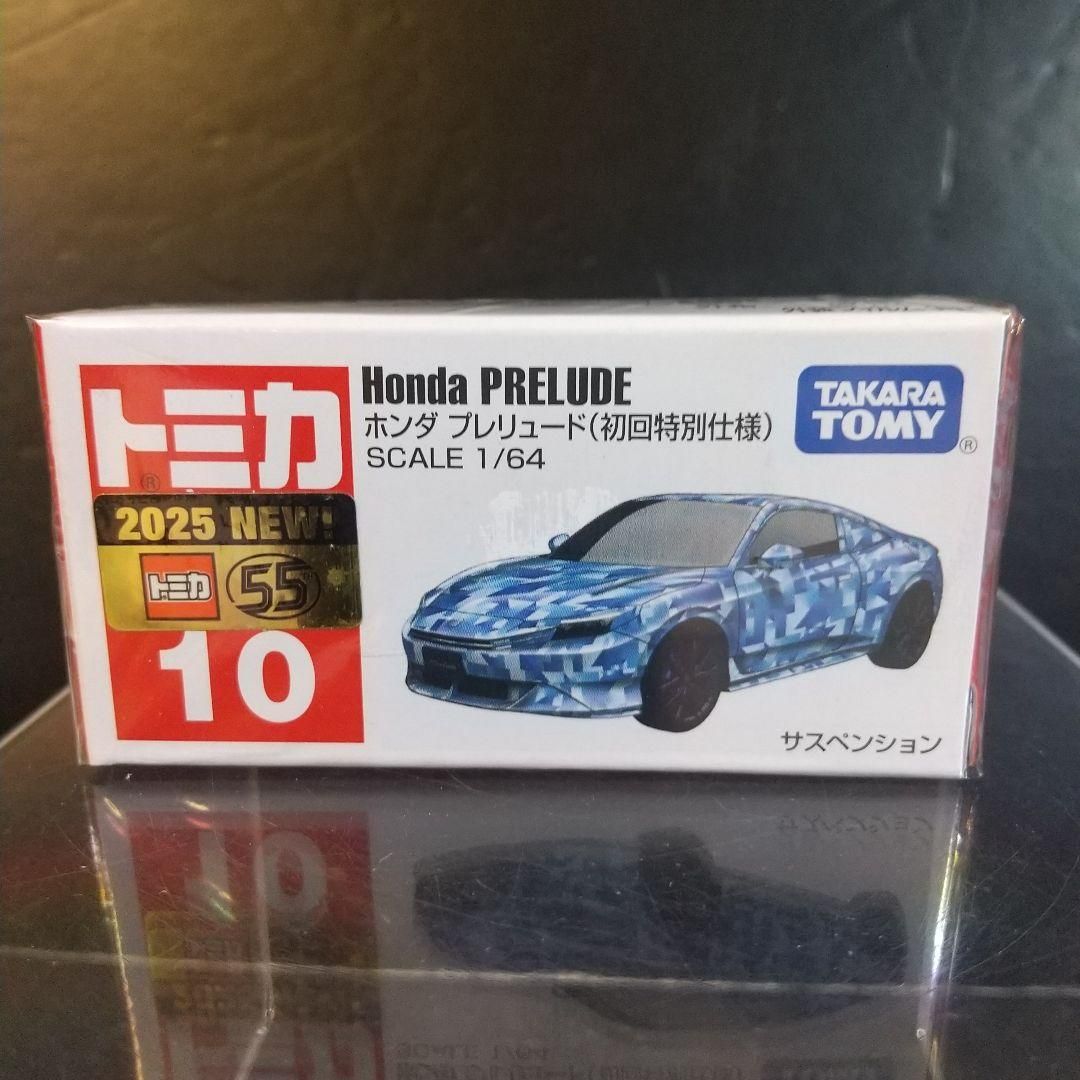 トミカ
®
2025 NEW!
トミカ
55
10
Honda PRELUDE
ホンダ プレリュード(初回特別仕様)
SCALE 1/64
TAKARA
TOMY
®
サスペンション